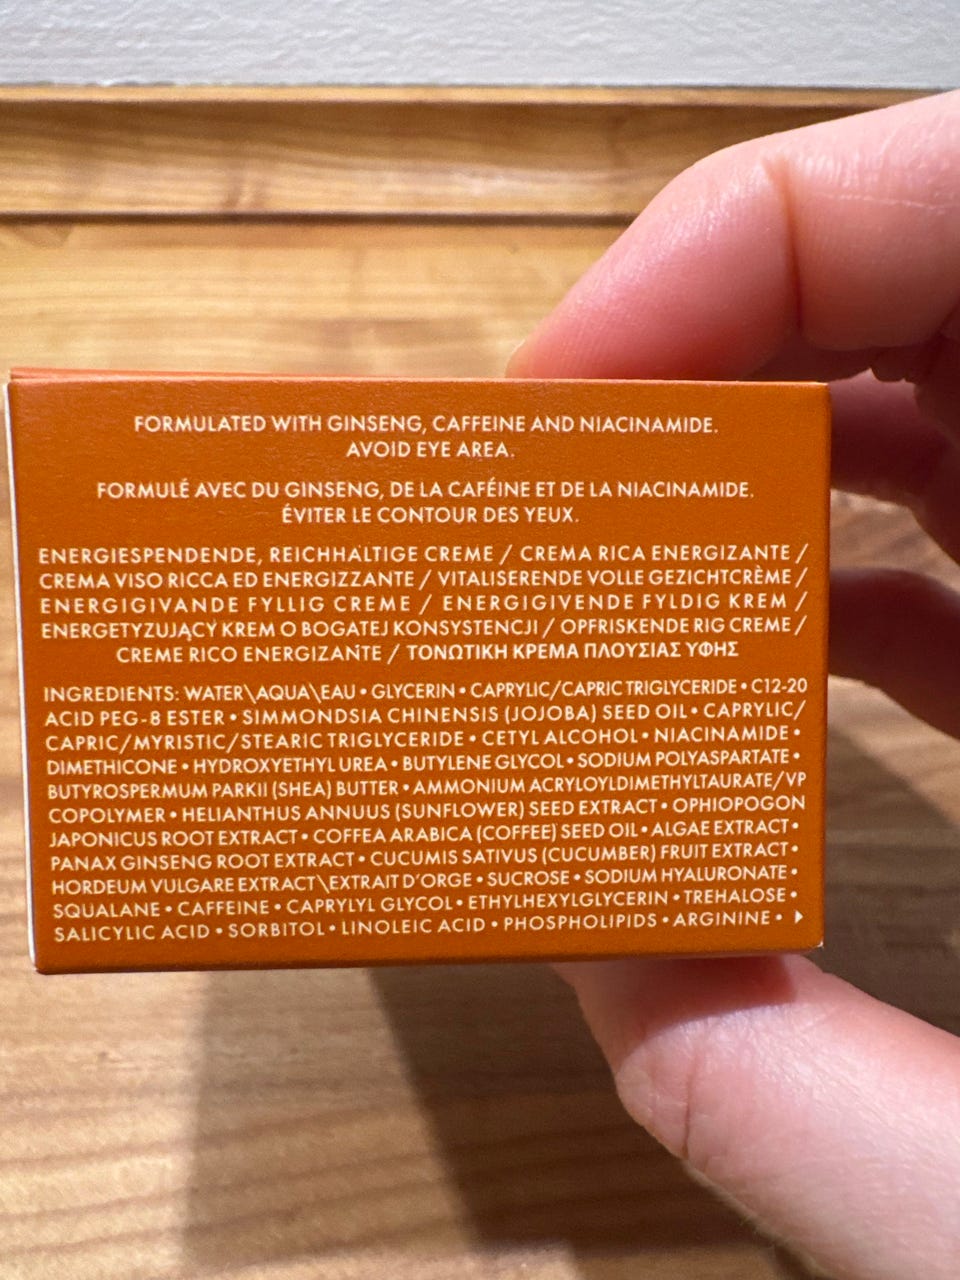 FORMULATED WITH GINSENG, CAFFEINE AND NIACINAMIDE.
AVOID EYE AREA.
FORMULÉ AVEC DU GINSENG, DE LA CAFÉINE ET DE LA NIACINAMIDE.
ÉVITER LE CONTOUR DES YEUX.
ENERGIESPENDENDE, REICHHALTIGE CREME / CREMA RICA ENERGIZANTE /
CREMA VISO RICCA ED ENERGIZZANTE / VITALISERENDE VOLLE GEZICHTCRÈME /
ENERGIGIVANDE FYLLIG CREME / ENERGIGIVENDE FYLDIG KREM /
ENERGETYZUJĄCY KREM O BOGATEJ KONSYSTENCJI / OPFRISKENDE RIG CREME /
CREME RICO ENERGIZANTE / ΤΟΝΩΤΙΚΗ ΚΡΕΜΑ ΠΛΟΥΣΙΑΣ ΥΦΗΣ
INGREDIENTS: WATER\AQUA\EAU • GLYCERIN • CAPRYLIC/CAPRIC TRIGLYCERIDE • C12-20
ACID PEG-8 ESTER • SIMMONDSIA CHINENSIS (JOJOBA) SEED OIL • CAPRYLIC/
CAPRIC/MYRISTIC/STEARIC TRIGLYCERIDE • CETYL ALCOHOL • NIACINAMIDE •
DIMETHICONE • HYDROXYETHYL UREA • BUTYLENE GLYCOL • SODIUM POLYASPARTATE •
BUTYROSPERMUM PARKII (SHEA) BUTTER • AMMONIUM ACRYLOYLDIMETHYLTAURATE/VP
COPOLYMER • HELIANTHUS ANNUUS (SUNFLOWER) SEED EXTRACT • OPHIOPOGON
JAPONICUS ROOT EXTRACT • COFFEA ARABICA (COFFEE) SEED OIL • ALGAE EXTRACT •
PANAX GINSENG ROOT EXTRACT • CUCUMIS SATIVUS (CUCUMBER) FRUIT EXTRACT •
HORDEUM VULGARE EXTRACT\EXTRAIT D'ORGE • SUCROSE • SODIUM HYALURONATE •
SQUALANE • CAFFEINE • CAPRYLYL GLYCOL • ETHYLHEXYLGLYCERIN • TREHALOSE •
SALICYLIC ACID • SORBITOL • LINOLEIC ACID • PHOSPHOLIPIDS • ARGININE • ▶